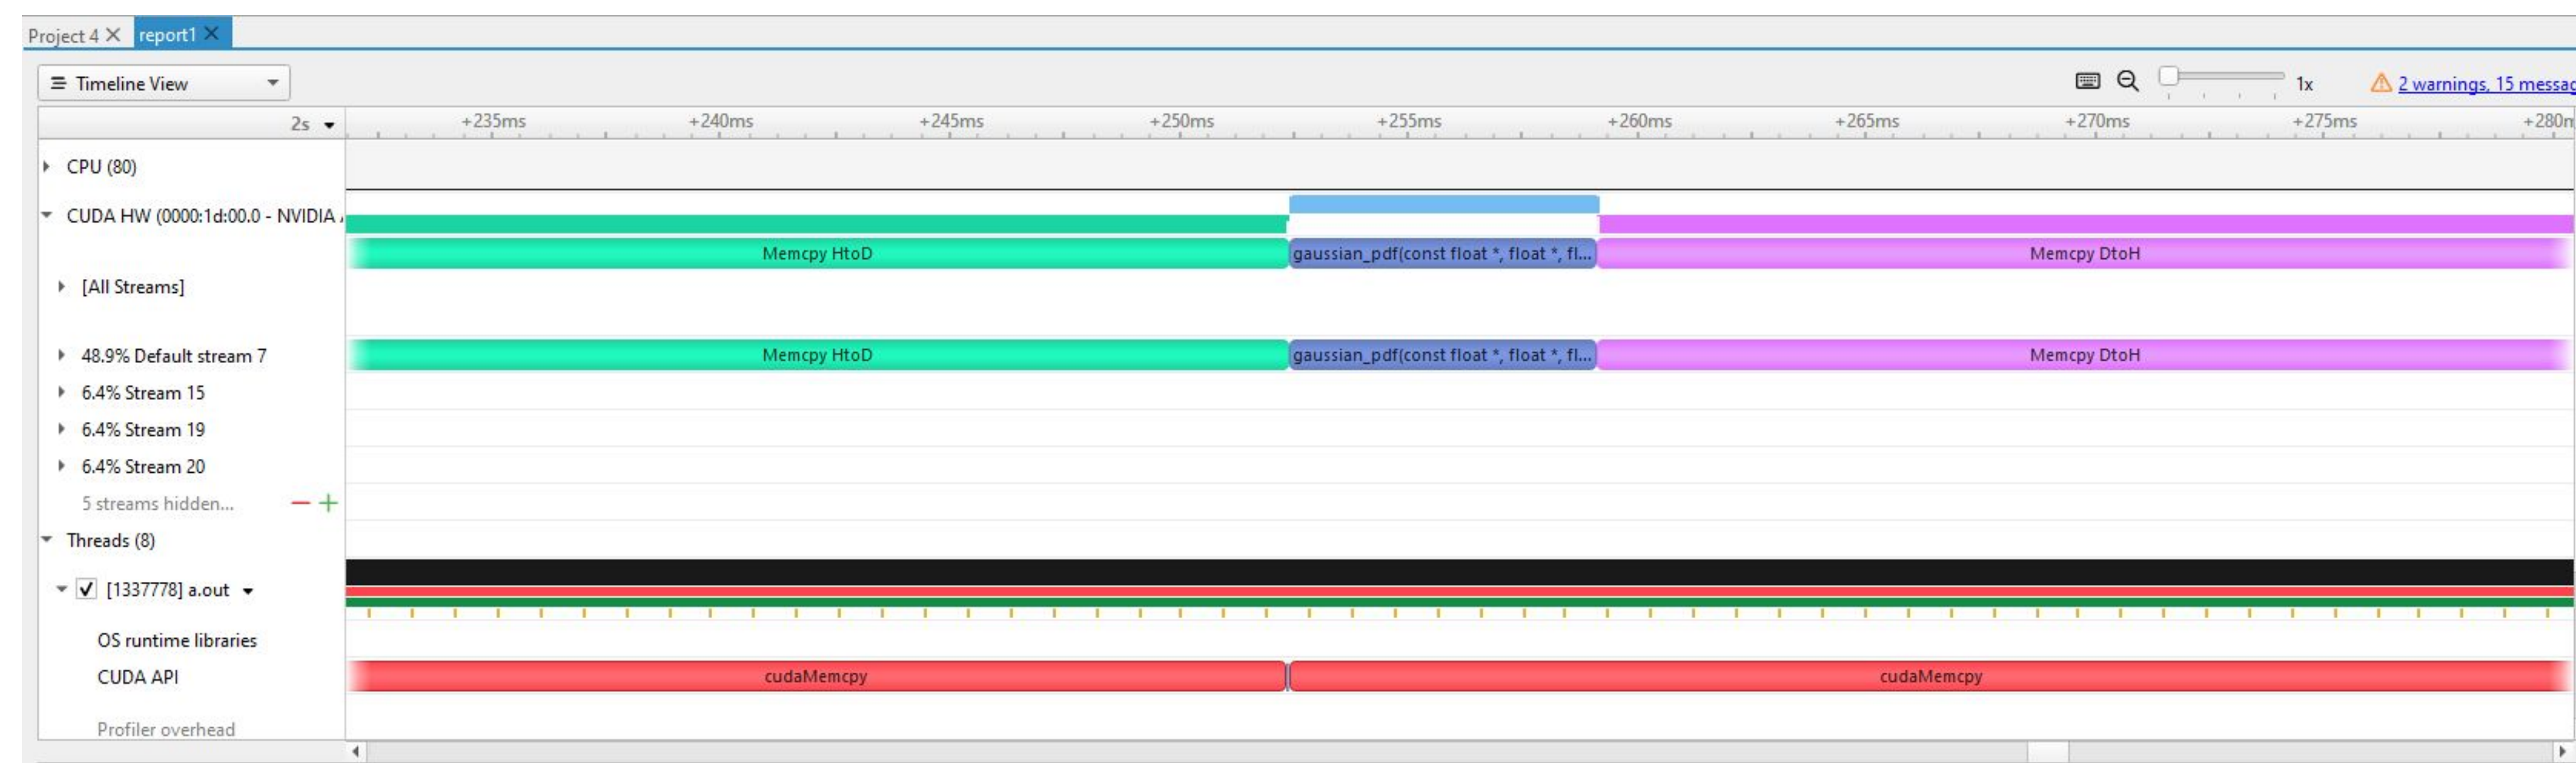 Project 4 report1
Timeline View 1x 2 warnings, 15 messag
2s +235ms +240ms +245ms +250ms +255ms +260ms +265ms +270ms +275ms +280m
CPU (80)
CUDA HW (0000:1d:00.0 - NVIDIA
Memcpy HtoD gaussian_pdf(const float *, float *, fl... Memcpy DtoH
[All Streams]
48.9% Default stream 7 Memcpy HtoD gaussian_pdf(const float *, float *, fl... Memcpy DtoH
6.4% Stream 15
6.4% Stream 19
6.4% Stream 20
5 streams hidden...
Threads (8)
[1337778] a.out
OS runtime libraries
CUDA API cudaMemcpy cudaMemcpy
Profiler overhead